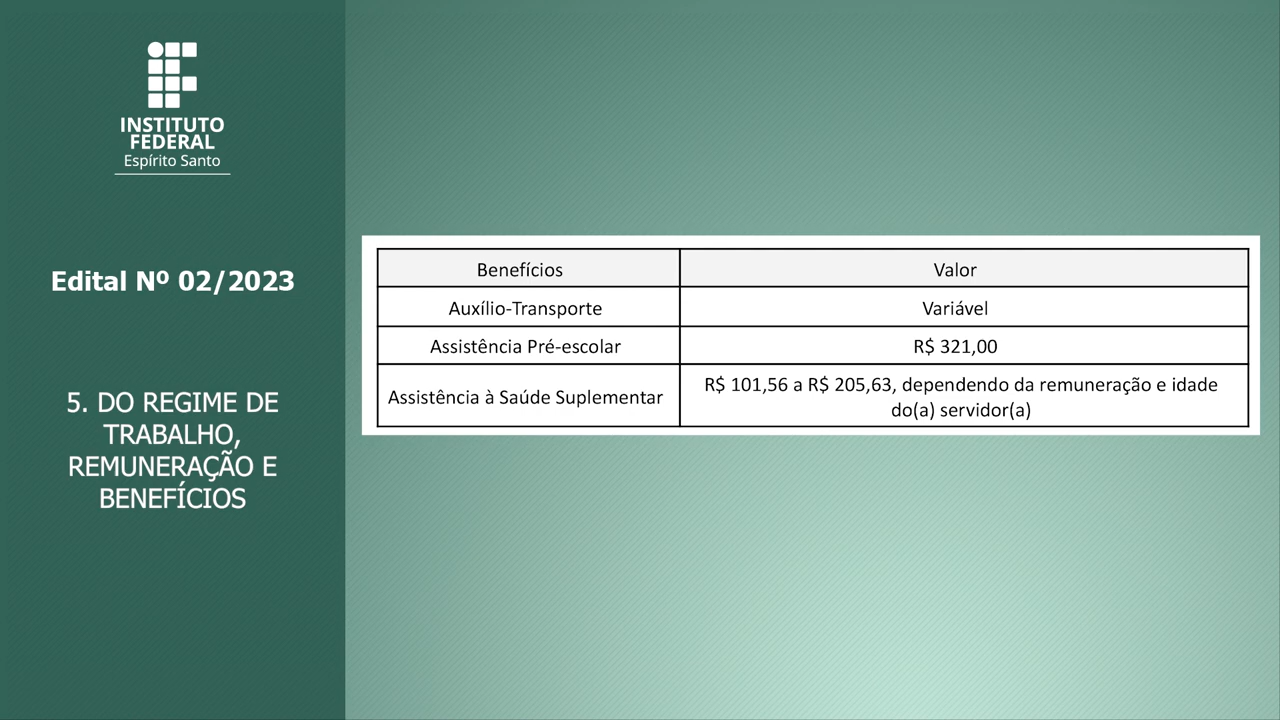 INSTITUTO
FEDERAL
Espírito Santo
Edital Nº 02/2023
5. DO REGIME DE
TRABALHO,
REMUNERAÇÃO E
BENEFÍCIOS
Benefícios Valor
Auxílio-Transporte Variável
Assistência Pré-escolar R$ 321,00
Assistência à Saúde Suplementar R$ 101,56 a R$ 205,63, dependendo da remuneração e idade
do(a) servidor(a)